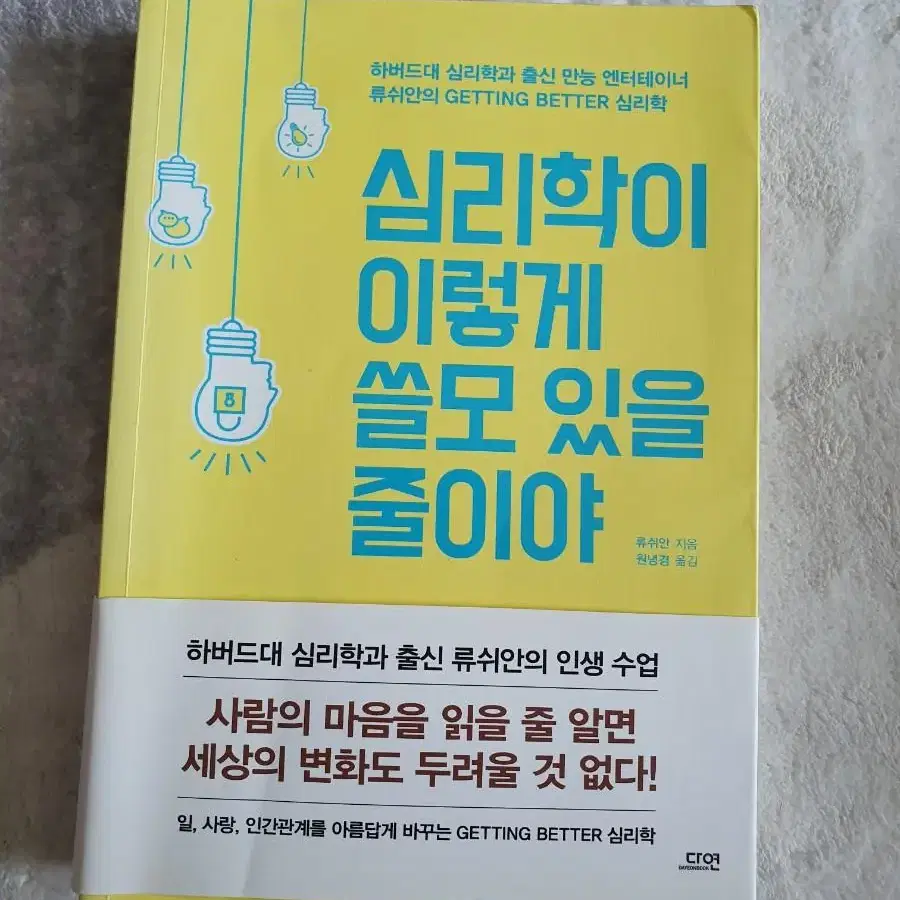 하버드대 심리학과 출신 만능 엔터테이너
류쉬안의 GETTING BETTER 심리학
심리학이
이렇게
쓸모 있을
줄이야
류쉬안 지음
원녕경 옮김
하버드대 심리학과 출신 류쉬안의 인생 수업
사람의 마음을 읽을 줄 알면
세상의 변화도 두려울 것 없다!
일, 사랑, 인간관계를 아름답게 바꾸는 GETTING BETTER 심리학
다연
DAYEONBOOK